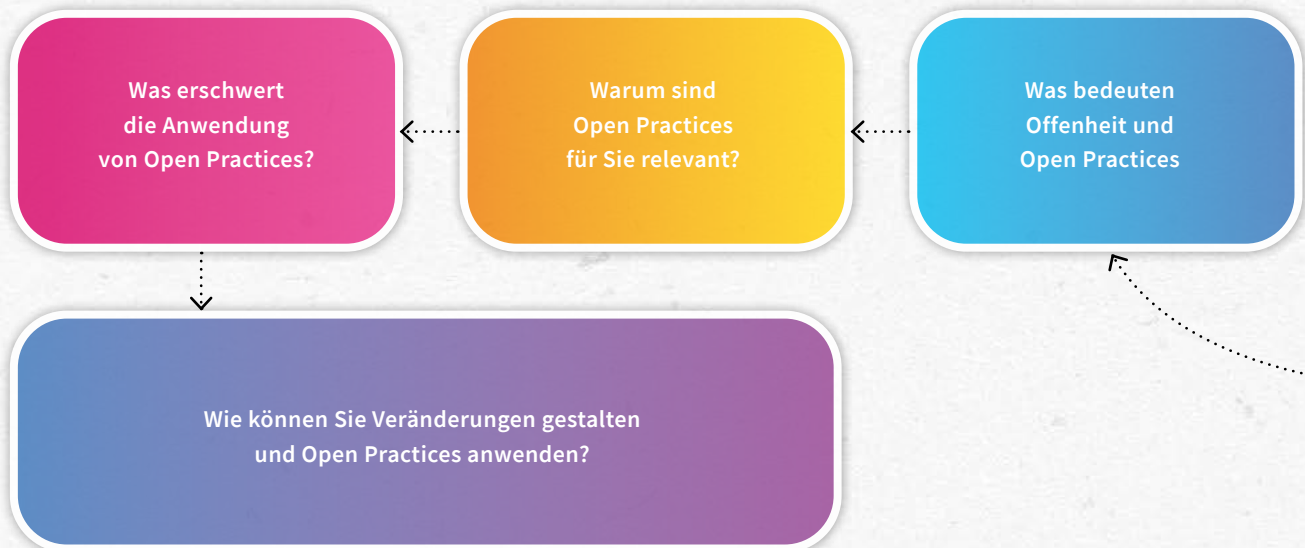 Was erschwert
die Anwendung
von Open Practices?
Warum sind
Open Practices
für Sie relevant?
Was bedeuten
Offenheit und
Open Practices
Wie können Sie Veränderungen gestalten
und Open Practices anwenden?